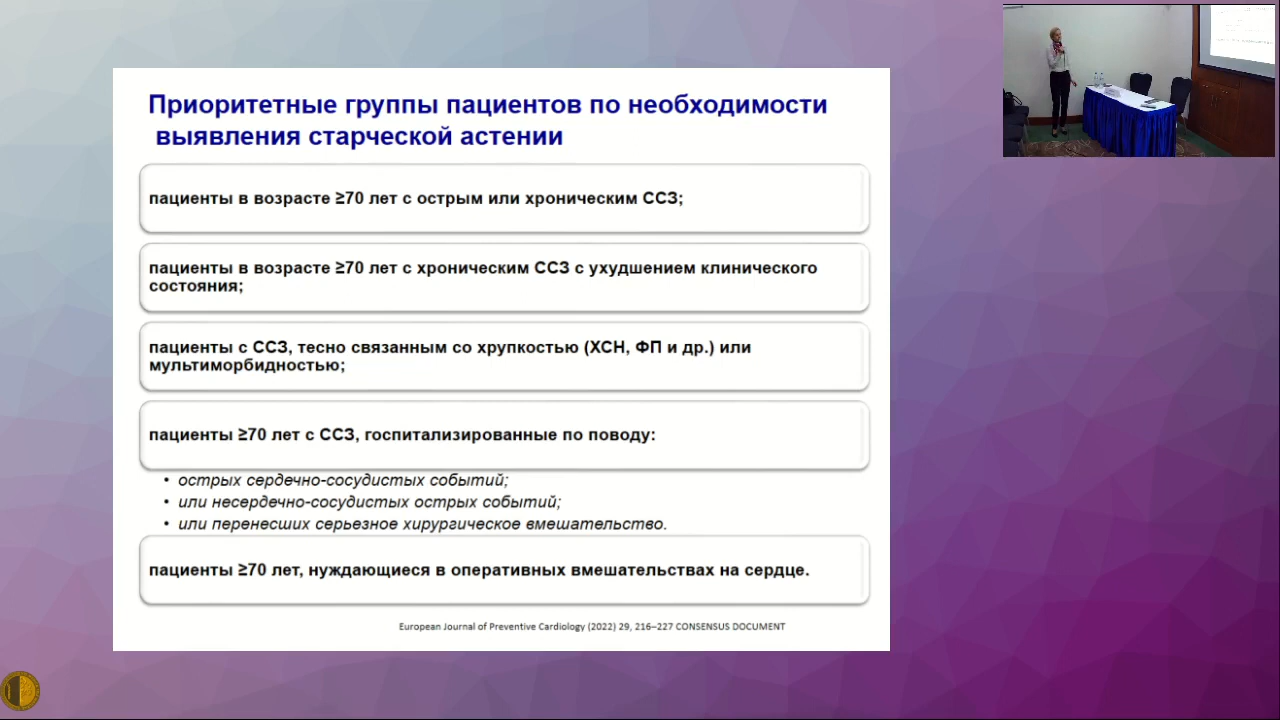 Приоритетные группы пациентов по необходимости
выявления старческой астении
пациенты в возрасте ≥70 лет с острым или хроническим ССЗ;
пациенты в возрасте ≥70 лет с хроническим ССЗ с ухудшением клинического
состояния;
пациенты с ССЗ, тесно связанным со хрупкостью (ХСН, ФП и др.) или
мультиморбидностью;
пациенты ≥70 лет с ССЗ, госпитализированные по поводу:
• острых сердечно-сосудистых событий;
• или несердечно-сосудистых острых событий;
• или перенесших серьезное хирургическое вмешательство.
пациенты ≥70 лет, нуждающиеся в оперативных вмешательствах на сердце.
European Journal of Preventive Cardiology (2022) 29, 216–227 CONSENSUS DOCUMENT